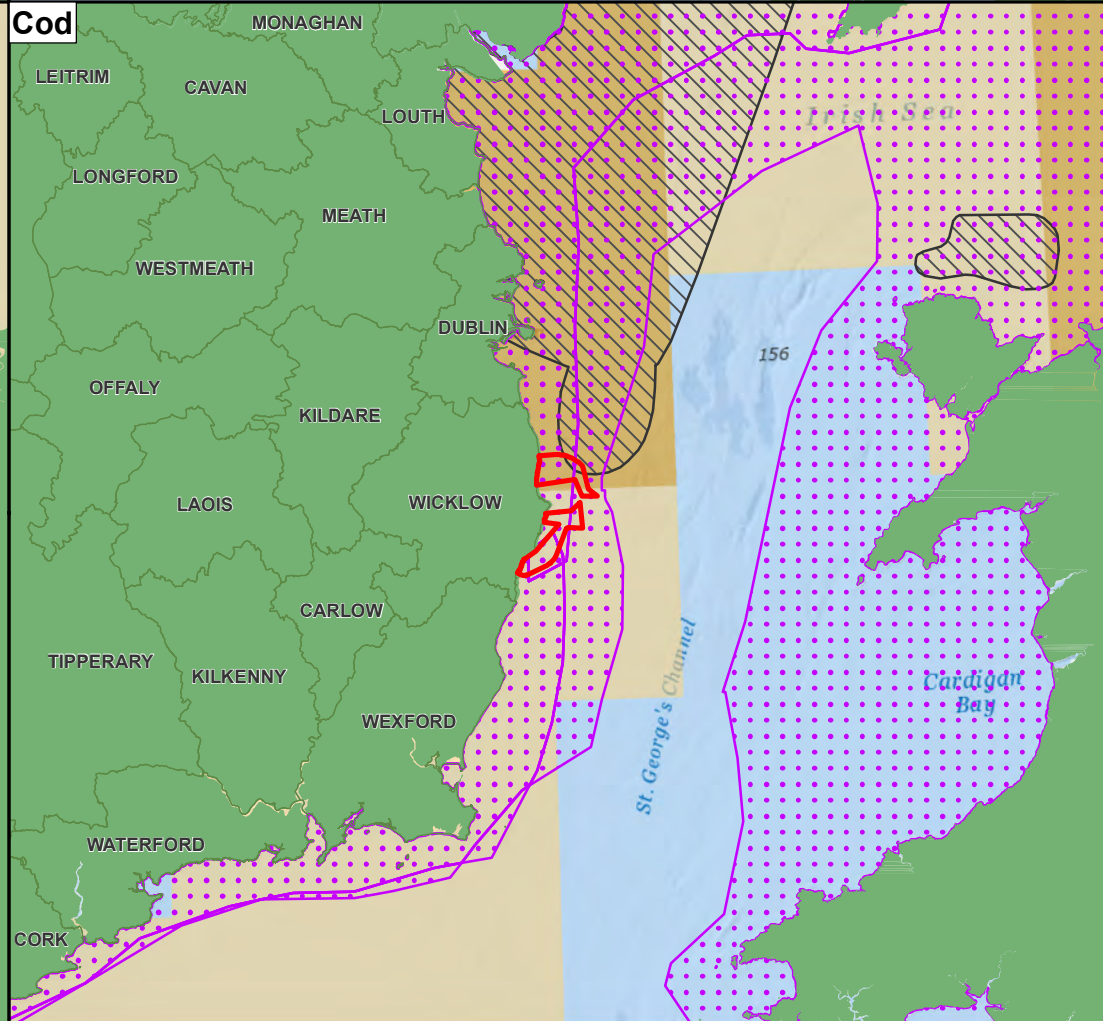 Cod
MONAGHAN
LEITRIM
CAVAN
LOUTH
Irish Sea
LONGFORD
MEATH
WESTMEATH
DUBLIN
156
OFFALY
KILDARE
LAOIS
WICKLOW
CARLOW
TIPPERARY
KILKENNY
St. George's Channel
Cardigan
Bay
WEXFORD
WATERFORD
CORK